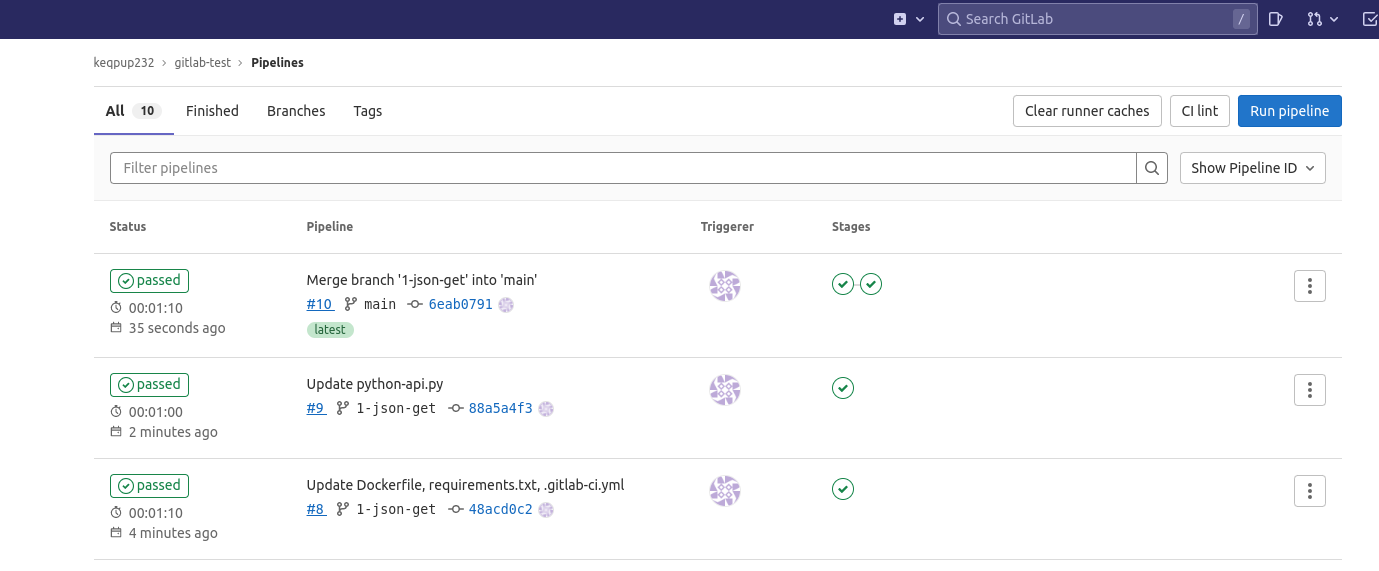 Search GitLab /
keqpup232 > gitlab-test > Pipelines
All 10 Finished Branches Tags Clear runner caches CI lint Run pipeline
Filter pipelines Show Pipeline ID
Status Pipeline Triggerer Stages
passed Merge branch '1-json-get' into 'main'
00:01:10 #10 main 6eab0791
35 seconds ago latest
passed Update python-api.py
00:01:00 #9 1-json-get 88a5a4f3
2 minutes ago
passed Update Dockerfile, requirements.txt, .gitlab-ci.yml
00:01:10 #8 1-json-get 48acd0c2
4 minutes ago